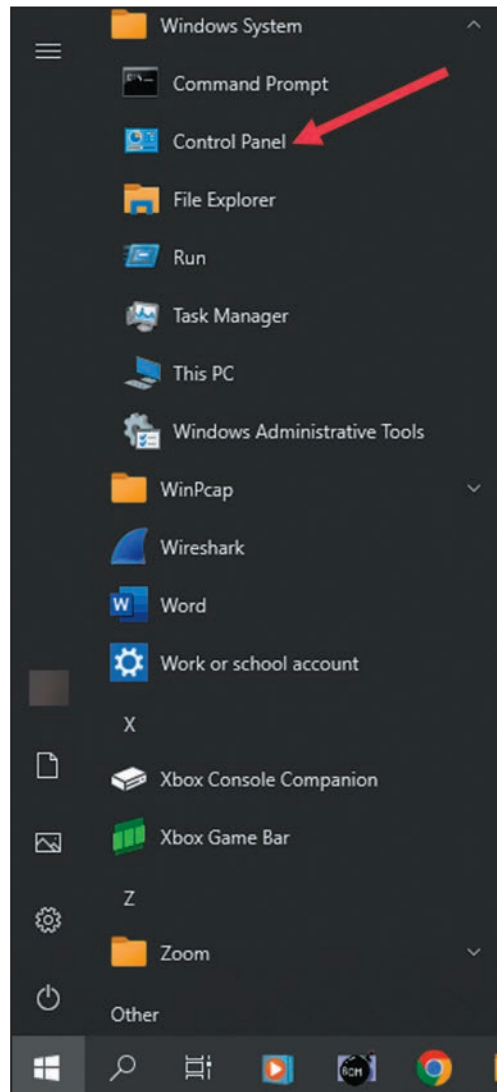 Windows System
Command Prompt
Control Panel
File Explorer
Run
Task Manager
This PC
Windows Administrative Tools
WinPcap
Wireshark
W Word
Work or school account
X
Xbox Console Companion
Xbox Game Bar
Z
Zoom
Other